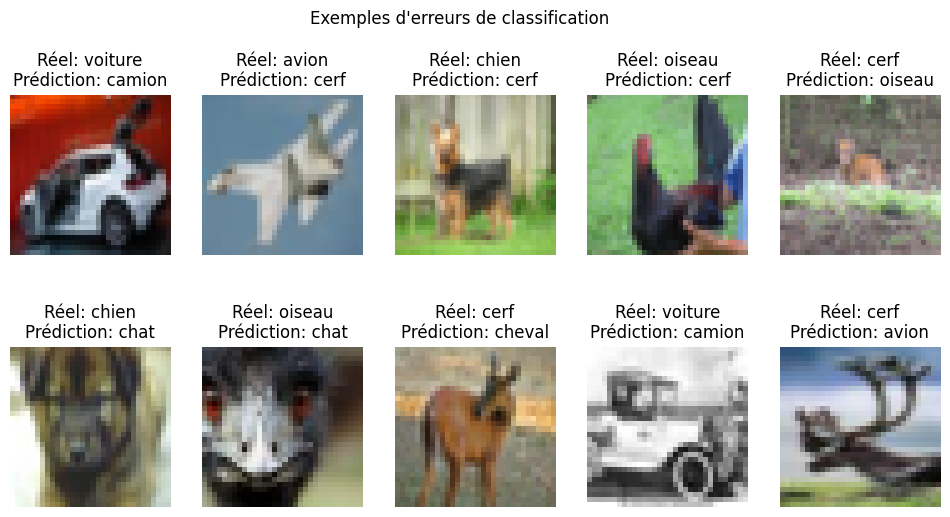 Exemples d'erreurs de classification
Réel: voiture
Prédiction: camion
Réel: avion
Prédiction: cerf
Réel: chien
Prédiction: cerf
Réel: oiseau
Prédiction: cerf
Réel: cerf
Prédiction: oiseau
Réel: chien
Prédiction: chat
Réel: oiseau
Prédiction: chat
Réel: cerf
Prédiction: cheval
Réel: voiture
Prédiction: camion
Réel: cerf
Prédiction: avion